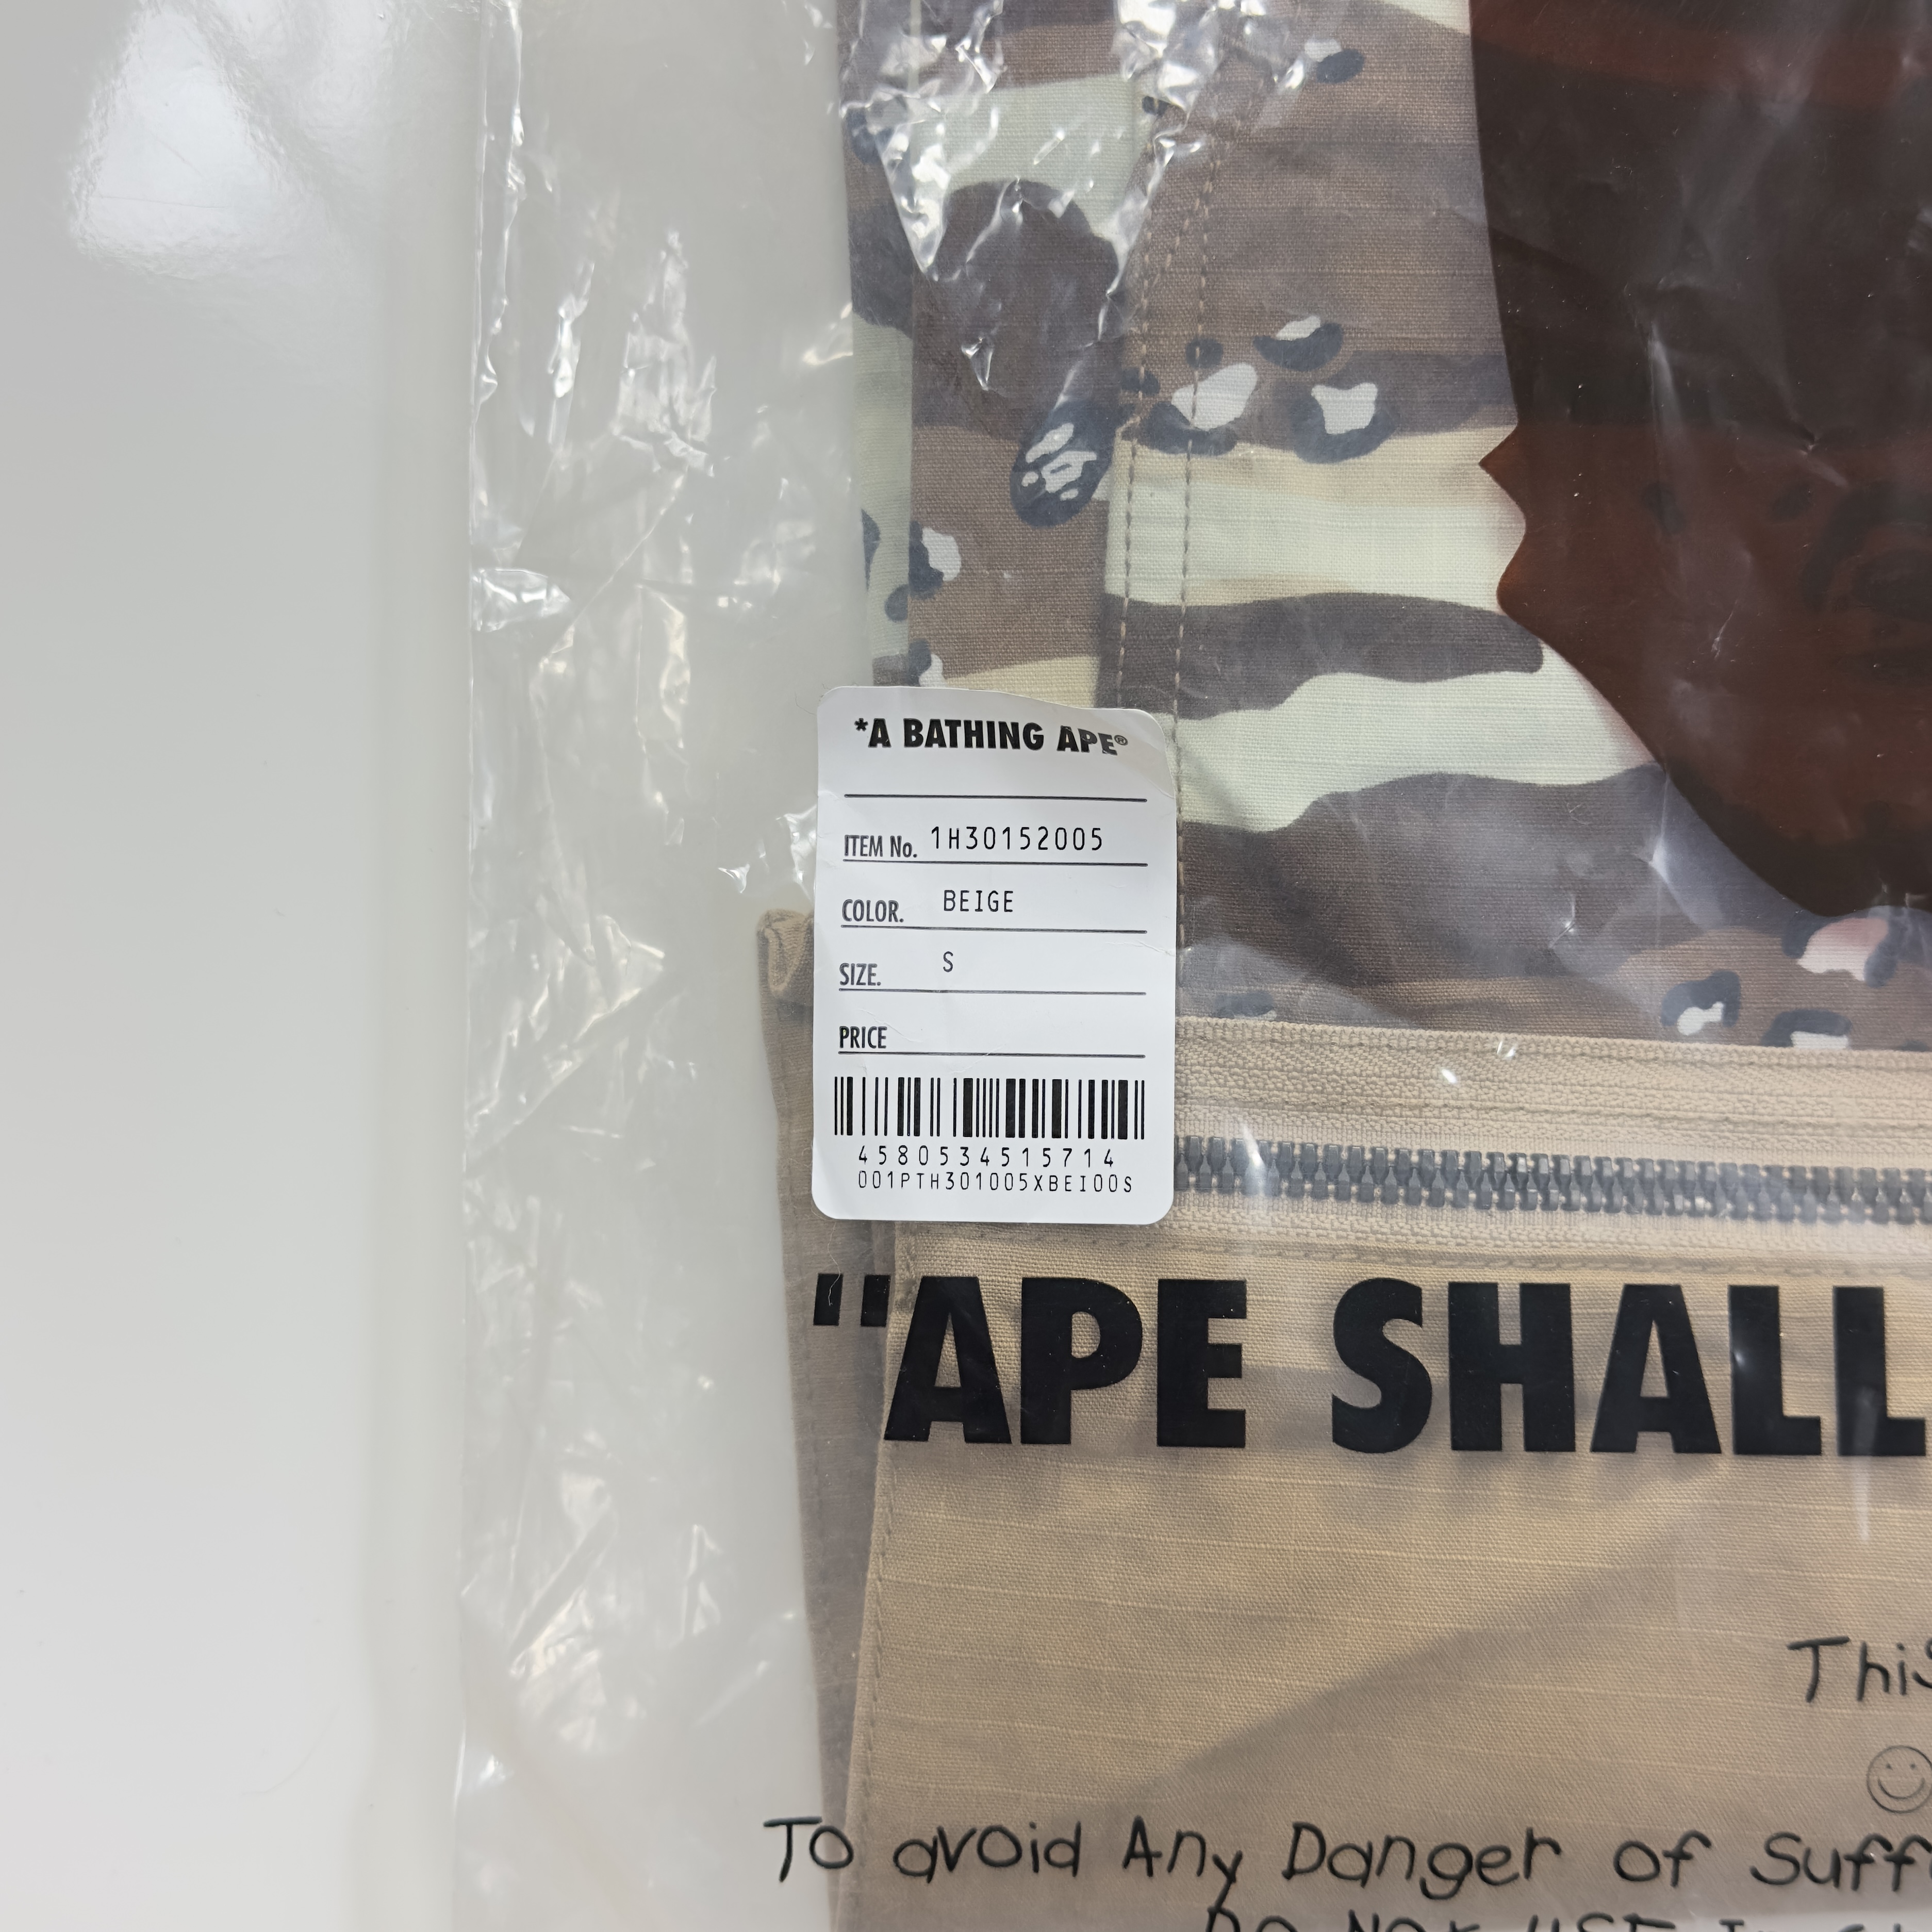 *A BATHING APE®
ITEM No. 1H30152005
COLOR. BEIGE
SIZE. S
PRICE
4580534515714
001PTH301005XBEI00S
"APE SHALL
This
To avoid Any Danger of Suff